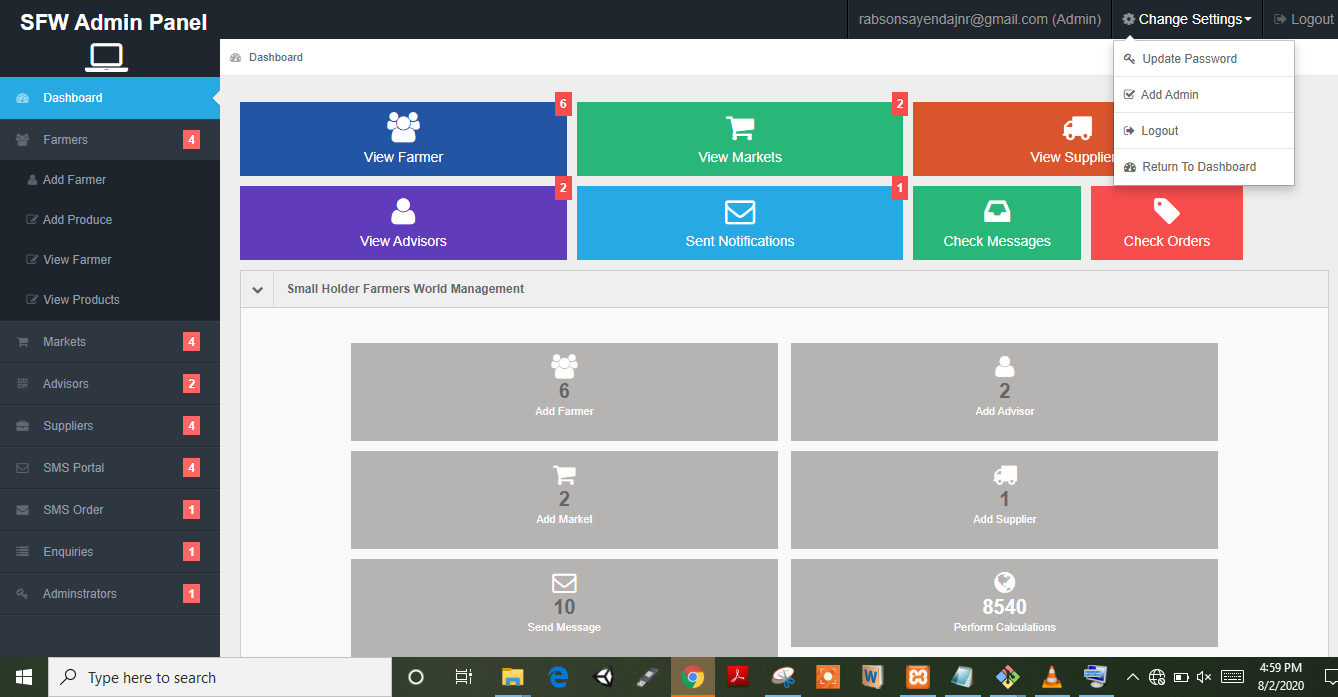 SFW Admin Panel
rabsonsayendajnr@gmail.com (Admin)
Change Settings
Logout
Update Password
Add Admin
Logout
Return To Dashboard
Dashboard
Farmers 4
Add Farmer
Add Produce
View Farmer
View Products
Markets 4
Advisors 2
Suppliers 4
SMS Portal 4
SMS Order 1
Enquiries 1
Adminstrators 1
Dashboard
6
View Farmer
2
View Markets
View Supplier
2
View Advisors
1
Sent Notifications
Check Messages
Check Orders
Small Holder Farmers World Management
6
Add Farmer
2
Add Advisor
2
Add Market
1
Add Supplier
10
Send Message
8540
Perform Calculations
Type here to search
4:59 PM
8/2/2020